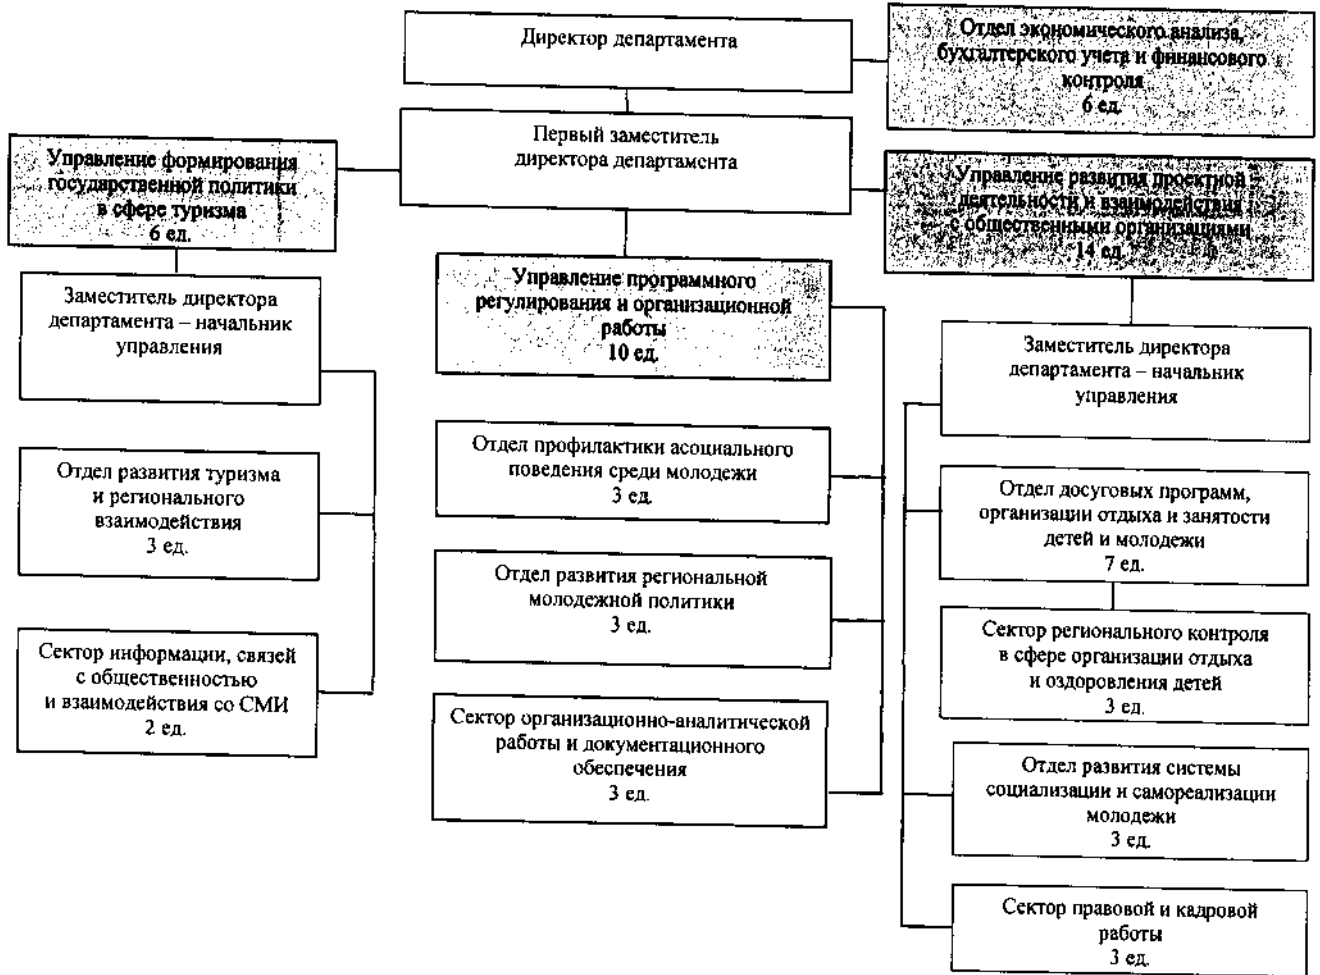 Директор департамента
Отдел экономического анализа,
бухгалтерского учета и финансового
контроля
6 ед.
Первый заместитель
директора департамента
Управление формирования
государственной политики
в сфере туризма
6 ед.
Управление развития проектной
деятельности и взаимодействия
с общественными организациями
14 ед.
Управление программного
регулирования и организационной
работы
10 ед.
Заместитель директора
департамента – начальник
управления
Отдел развития туризма
и регионального
взаимодействия
3 ед.
Сектор информации, связей
с общественностью
и взаимодействия со СМИ
2 ед.
Отдел профилактики асоциального
поведения среди молодежи
3 ед.
Отдел развития региональной
молодежной политики
3 ед.
Сектор организационно-аналитической
работы и документационного
обеспечения
3 ед.
Заместитель директора
департамента – начальник
управления
Отдел досуговых программ,
организации отдыха и занятости
детей и молодежи
7 ед.
Сектор регионального контроля
в сфере организации отдыха
и оздоровления детей
3 ед.
Отдел развития системы
социализации и самореализации
молодежи
3 ед.
Сектор правовой и кадровой
работы
3 ед.